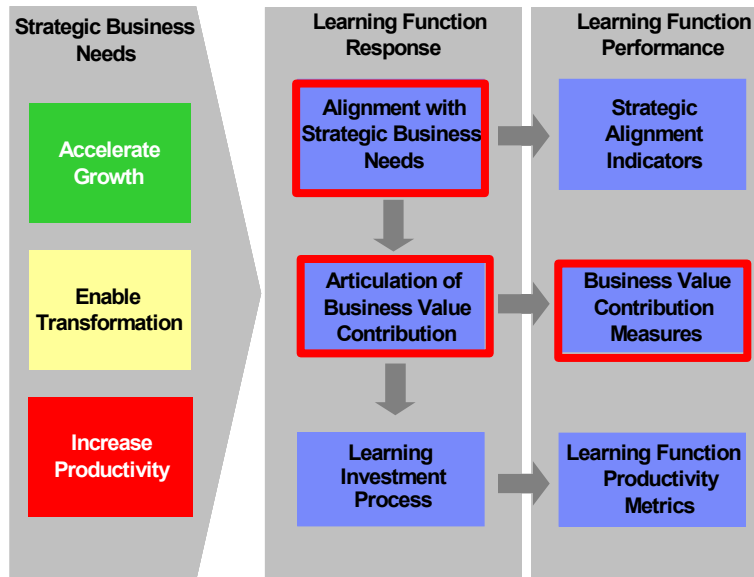 Strategic Business
Needs
Accelerate
Growth
Enable
Transformation
Increase
Productivity
Learning Function
Response
Alignment with
Strategic Business
Needs
Articulation of
Business Value
Contribution
Learning
Investment
Process
Learning Function
Performance
Strategic
Alignment
Indicators
Business Value
Contribution
Measures
Learning Function
Productivity
Metrics